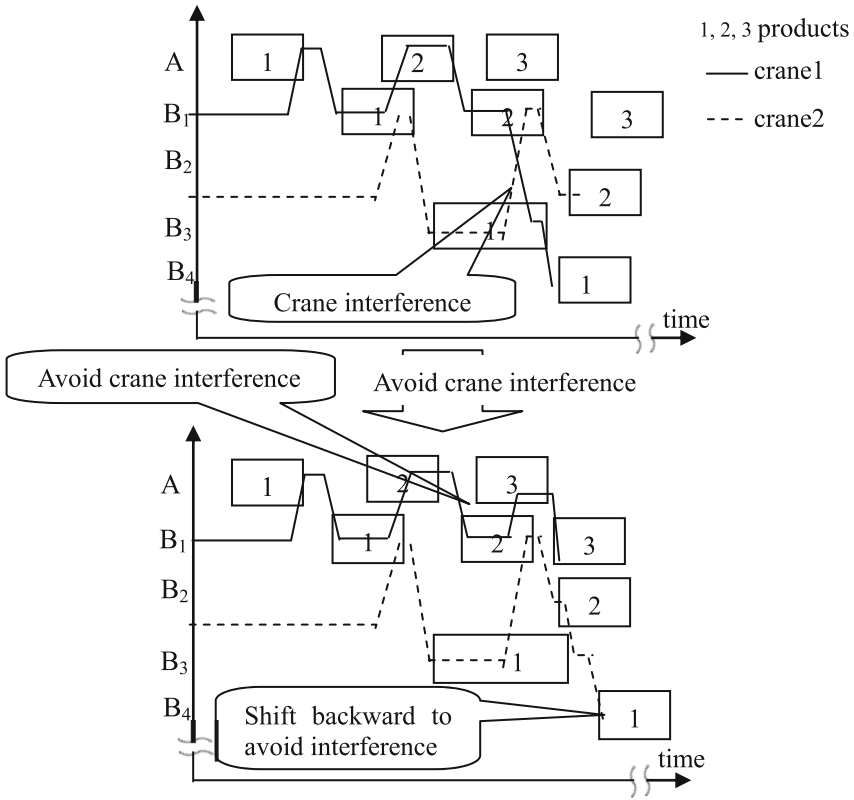 1, 2, 3 products
crane1
crane2
A 1 2 3
B1 1 2 3
B2 2
B3 1
B4 1
Crane interference
time
Avoid crane interference
Avoid crane interference
A 1 2 3
B1 1 2 3
B2 2
B3 1
B4 1
Shift backward to
avoid interference
time